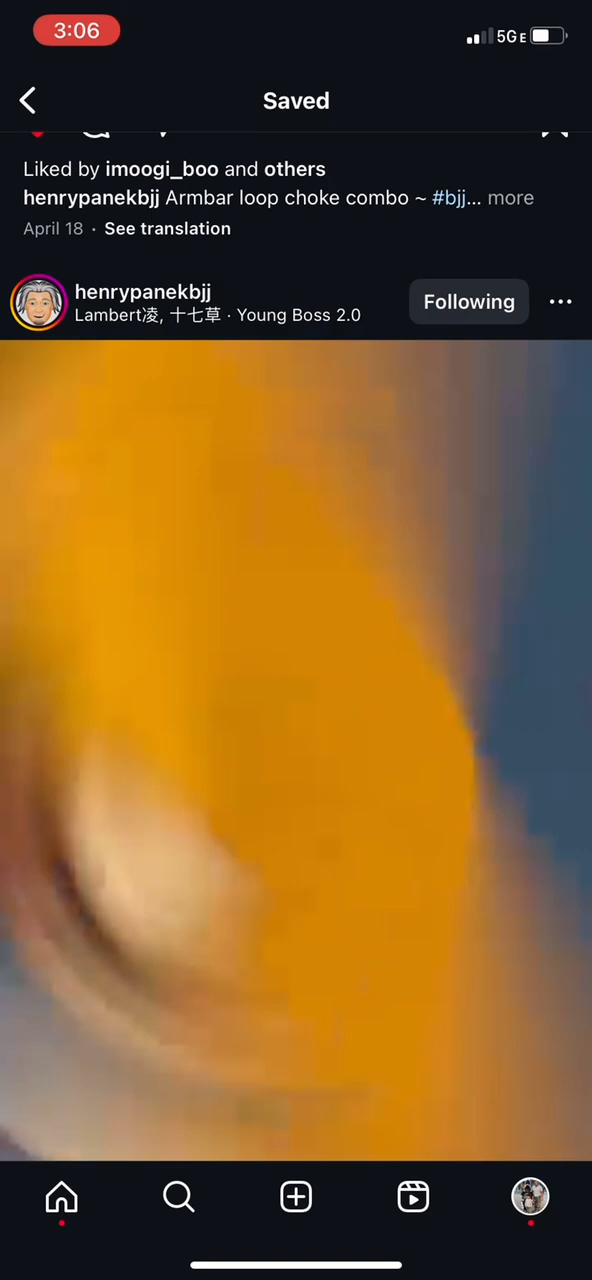 3:06
5GE
Saved
Liked by imoogi_boo and others
henrypanekbjj Armbar loop choke combo ~ #bjj... more
April 18 · See translation
henrypanekbjj
Lambert凌, 十七草 · Young Boss 2.0
Following